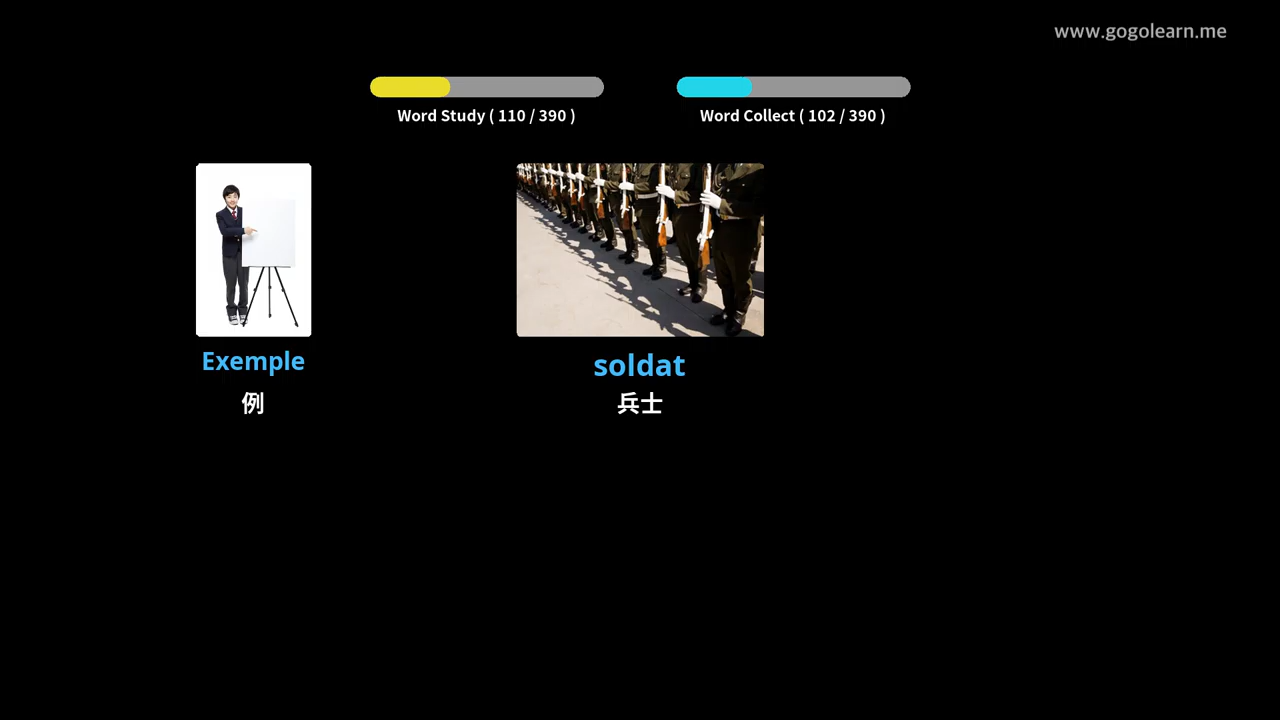 www.gogolearn.me
Word Study ( 110 / 390 )
Word Collect ( 102 / 390 )
Exemple
例
soldat
兵士